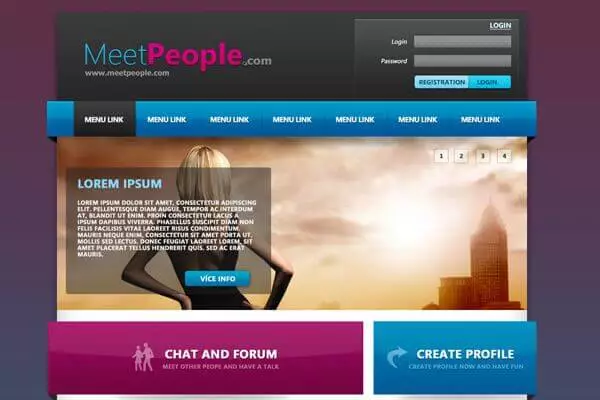 LOGIN
MeetPeople.com
www.meetpeople.com
Login
Password
REGISTRATION LOGIN
MENU LINK MENU LINK MENU LINK MENU LINK MENU LINK MENU LINK MENU LINK
1 2 3 4
LOREM IPSUM
LOREM IPSUM DOLOR SIT AMET, CONSECTETUR ADIPISCING
ELIT. PELLENTESQUE DIAM AUGUE, TEMPOR AC INTERDUM
AT, BLANDIT UT ENIM. PROIN CONSECTETUR LACUS A
IPSUM DAPIBUS VIVERRA. PHASELLUS SUSCIPIT DIAM NON
FELIS FACILISIS VITAE LAOREET RISUS CONDIMENTUM.
MAURIS NEQUE ENIM, CONSECTETUR SIT AMET PORTA UT,
MOLLIS SED LECTUS. DONEC FEUGIAT LAOREET LOREM, SIT
AMET PLACERAT TELLUS HENDRERIT QUIS. SED AC ERAT
MAURIS.
VÍCE INFO
CHAT AND FORUM
MEET OTHER PEOPE AND HAVE A TALK
CREATE PROFILE
CREATE PROFILE NOW AND HAVE FUN